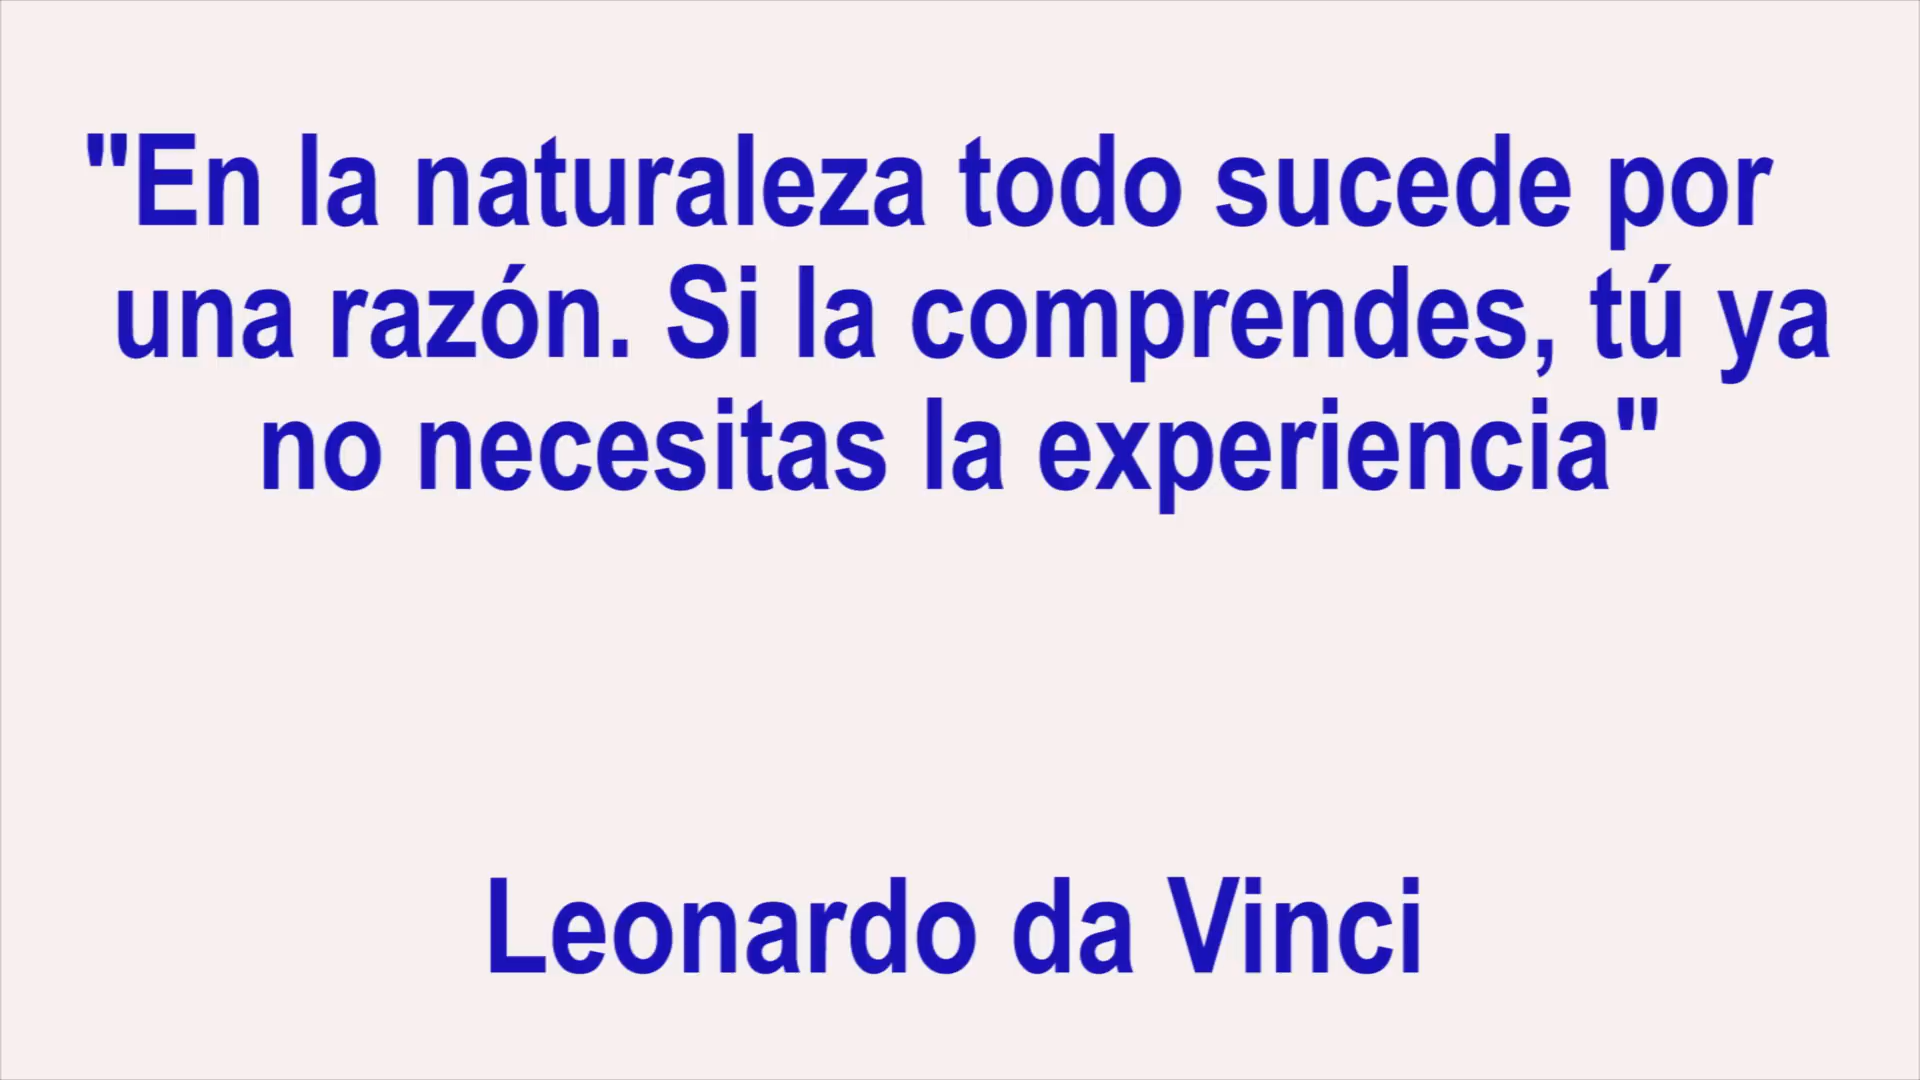 "En la naturaleza todo sucede por
una razón. Si la comprendes, tú ya
no necesitas la experiencia"
Leonardo da Vinci